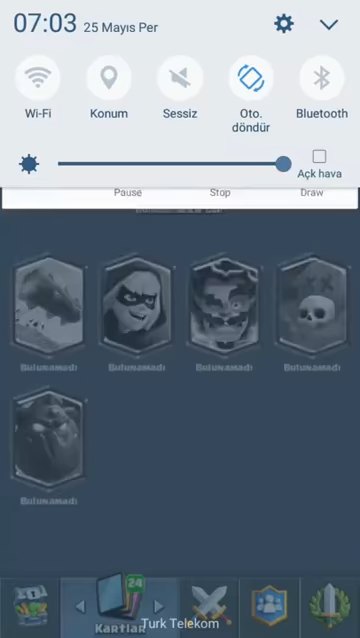 07:03 25 Mayıs Per
Wi-Fi Konum Sessiz Oto. döndür Bluetooth
Açk hava
Pause Stop Draw
Bulunamadı Bulunamadı Bulunamadı Bulunamadı
Bulunamadı
24
Kartlar
Turk Telekom